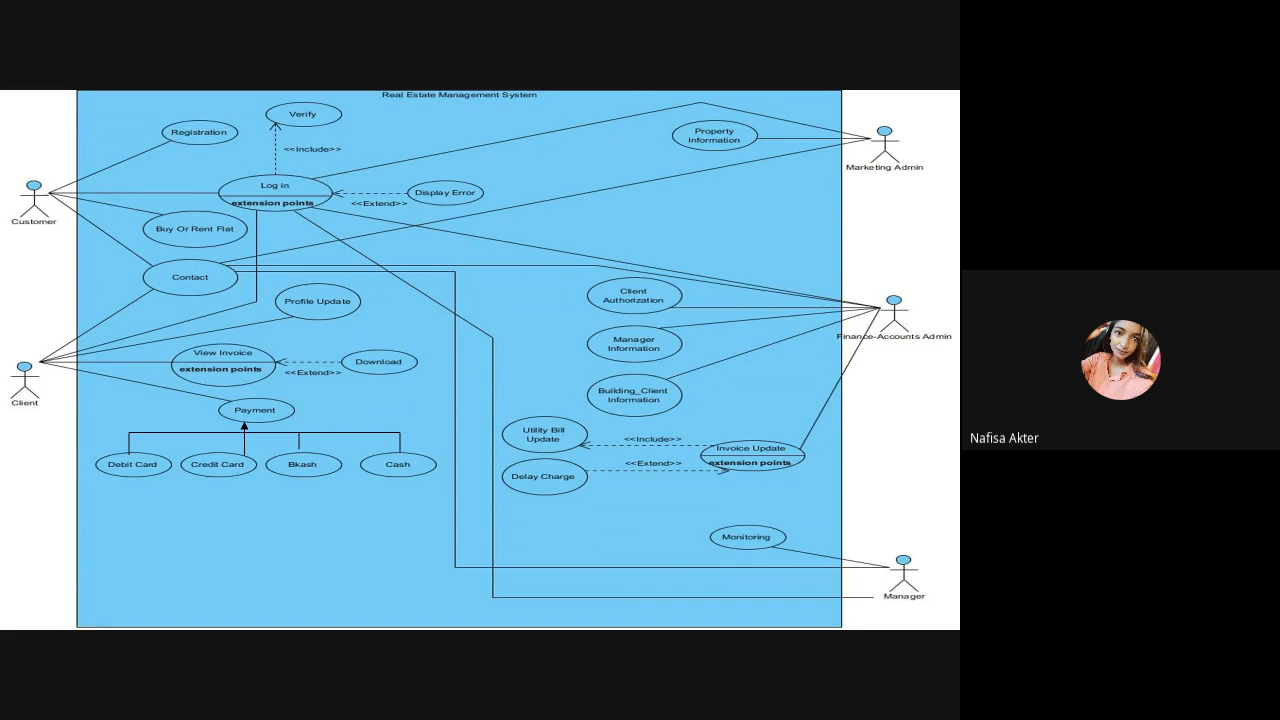 Real Estate Management System
Verify
Registration
Property
Information
<<Include>>
Marketing Admin
Log in
extension points
Display Error
<<Extend>>
Customer
Buy Or Rent Flat
Contact
Profile Update
Client
Authorization
Finance-Accounts Admin
Manager
Information
View Invoice
extension points
Download
<<Extend>>
Client
Building_Client
Information
Payment
Utility Bill
Update
<<Include>>
Invoice Update
extension points
Debit Card
Credit Card
Bkash
Cash
<<Extend>>
Delay Charge
Monitoring
Manager
Nafisa Akter